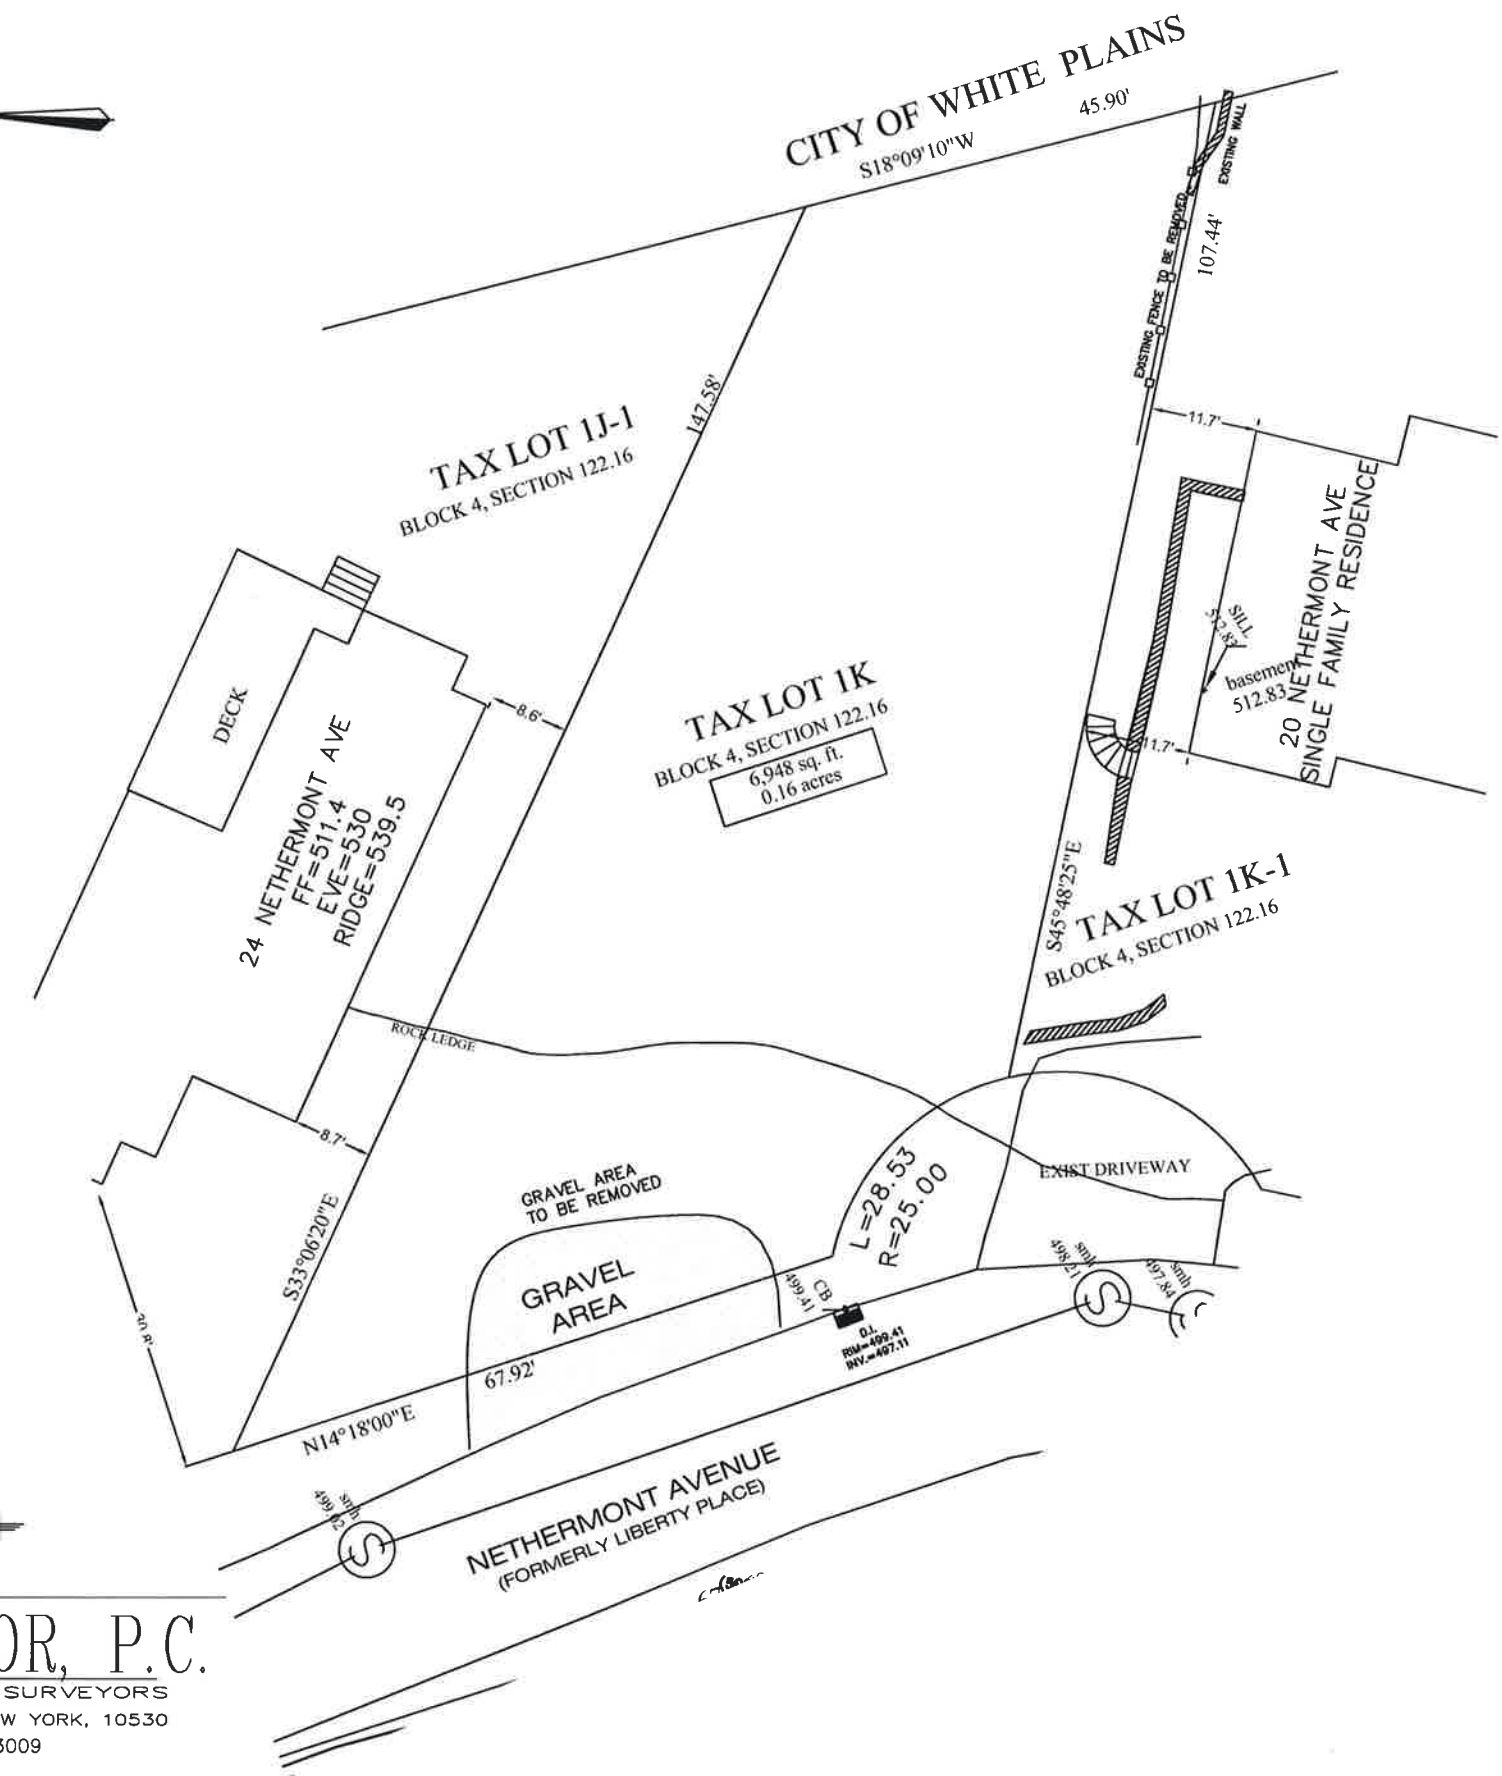 CITY OF WHITE PLAINS
S18°09'10"W
45.90'
EXISTING WALL
EXISTING FENCE TO BE REMOVED
107.44'
147.58'
TAX LOT 1J-1
BLOCK 4, SECTION 122.16
11.7'
20 NETHERMONT AVE
SINGLE FAMILY RESIDENCE
SILL
512.83
basement
512.83
11.7'
DECK
8.6'
TAX LOT 1K
BLOCK 4, SECTION 122.16
6,948 sq. ft.
0.16 acres
24 NETHERMONT AVE
FF=511.4
EVE=530
RIDGE=539.5
S45°48'25"E
TAX LOT 1K-1
BLOCK 4, SECTION 122.16
ROCK LEDGE
8.7'
EXIST DRIVEWAY
L=28.53
R=25.00
GRAVEL AREA
TO BE REMOVED
S33°06'20"E
GRAVEL
AREA
30.8'
CB
499.41
D.I.
RIM=499.41
INV.=497.11
smh
498.21
smh
497.84
S
67.92'
N14°18'00"E
smh
499.02
S
NETHERMONT AVENUE
(FORMERLY LIBERTY PLACE)
OR, P.C.
SURVEYORS
W YORK, 10530
3009